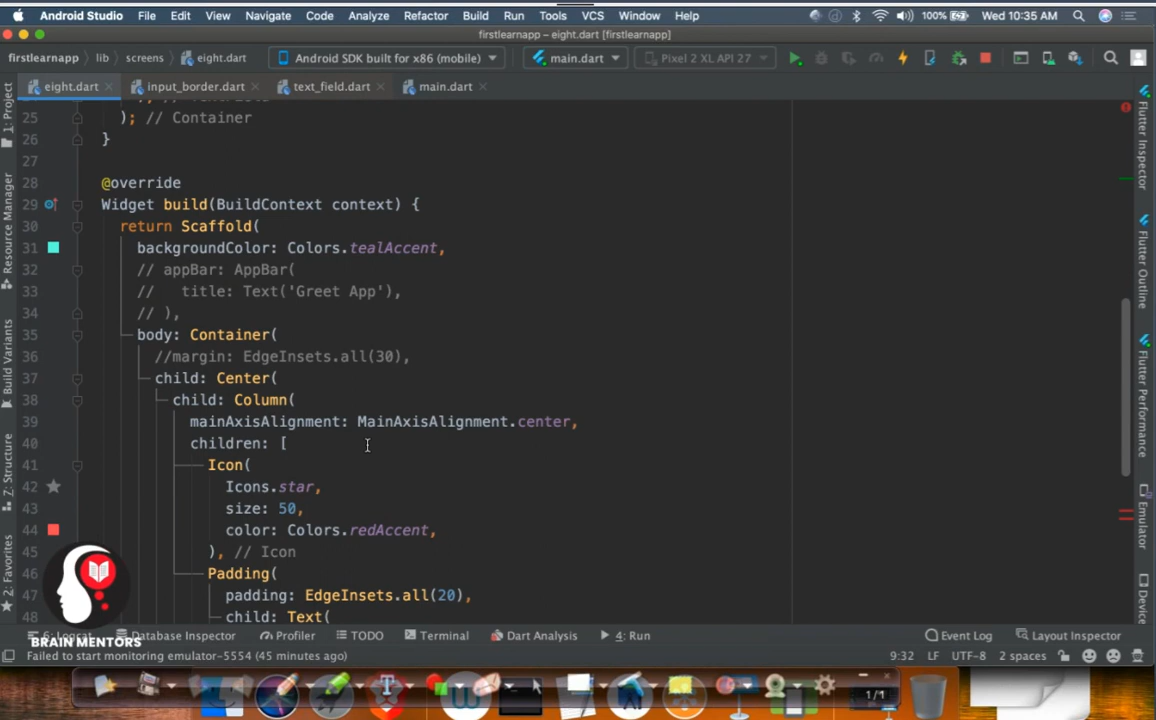 Android Studio File Edit View Navigate Code Analyze Refactor Build Run Tools VCS Window Help 100% Wed 10:35 AM
firstlearnapp – eight.dart [firstlearnapp]
firstlearnapp lib screens eight.dart Android SDK built for x86 (mobile) main.dart Pixel 2 XL API 27
eight.dart input_border.dart text_field.dart main.dart
25 ); // Container
26 }
27
28 @override
29 Widget build(BuildContext context) {
30 return Scaffold(
31 backgroundColor: Colors.tealAccent,
32 // appBar: AppBar(
33 // title: Text('Greet App'),
34 // ),
35 body: Container(
36 //margin: EdgeInsets.all(30),
37 child: Center(
38 child: Column(
39 mainAxisAlignment: MainAxisAlignment.center,
40 children: [
41 Icon(
42 Icons.star,
43 size: 50,
44 color: Colors.redAccent,
45 ), // Icon
46 Padding(
47 padding: EdgeInsets.all(20),
48 child: Text(
1: Project
Resource Manager
Build Variants
Z: Structure
2: Favorites
Flutter Inspector
Flutter Outline
Flutter Performance
Emulator
Device
BRAIN MENTORS
Database Inspector Profiler TODO Terminal Dart Analysis 4: Run Event Log Layout Inspector
Failed to start monitoring emulator-5554 (45 minutes ago) 9:32 LF UTF-8 2 spaces
1/1